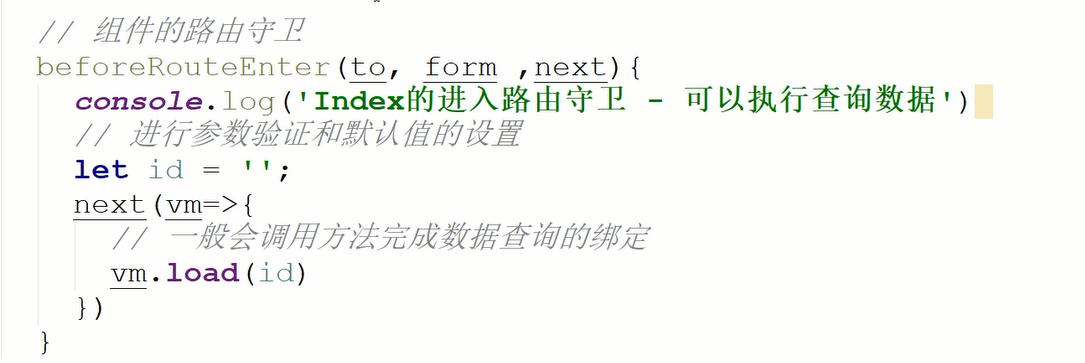 // 组件的路由守卫
beforeRouteEnter(to, form ,next){
console.log('Index的进入路由守卫 - 可以执行查询数据')
// 进行参数验证和默认值的设置
let id = '';
next(vm=>{
// 一般会调用方法完成数据查询的绑定
vm.load(id)
})
}